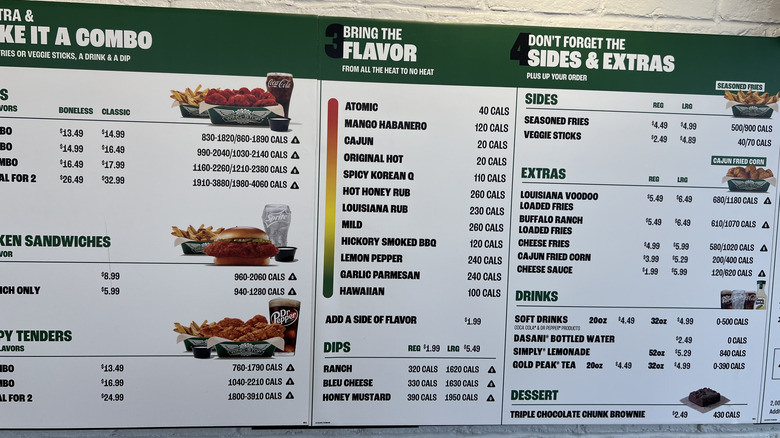 TRA &
KE IT A COMBO
RIES OR VEGGIE STICKS, A DRINK & A DIP
S
VORS BONELESS CLASSIC
BO $13.49 $14.99 830-1820/860-1890 CALS
BO $14.99 $16.49 990-2040/1030-2140 CALS
MBO $16.49 $17.99 1160-2260/1210-2380 CALS
AL FOR 2 $26.49 $32.99 1910-3880/1980-4060 CALS
Coca-Cola
KEN SANDWICHES
VOR
$8.99 960-2060 CALS
ICH ONLY $5.99 940-1280 CALS
Sprite
PY TENDERS
LAVORS
BO $13.49 760-1790 CALS
MBO $16.99 1040-2210 CALS
FOR 2 $24.99 1800-3910 CALS
Dr Pepper
3 BRING THE
FLAVOR
FROM ALL THE HEAT TO NO HEAT
ATOMIC 40 CALS
MANGO HABANERO 120 CALS
CAJUN 20 CALS
ORIGINAL HOT 20 CALS
SPICY KOREAN Q 110 CALS
HOT HONEY RUB 260 CALS
LOUISIANA RUB 230 CALS
MILD 260 CALS
HICKORY SMOKED BBQ 120 CALS
LEMON PEPPER 240 CALS
GARLIC PARMESAN 240 CALS
HAWAIIAN 100 CALS
ADD A SIDE OF FLAVOR $1.99
DIPS REG $1.99 LRG $5.49
RANCH 320 CALS 1620 CALS
BLEU CHEESE 330 CALS 1630 CALS
HONEY MUSTARD 390 CALS 1950 CALS
4 DON'T FORGET THE
SIDES & EXTRAS
PLUS UP YOUR ORDER
SEASONED FRIES
SIDES REG LRG
SEASONED FRIES $4.49 $4.99 500/900 CALS
VEGGIE STICKS $2.49 $4.89 40/70 CALS
CAJUN FRIED CORN
EXTRAS REG LRG
LOUISIANA VOODOO
LOADED FRIES $5.49 $6.49 680/1180 CALS
BUFFALO RANCH
LOADED FRIES $5.49 $6.49 610/1070 CALS
CHEESE FRIES $4.99 $5.99 580/1020 CALS
CAJUN FRIED CORN $3.99 $5.29 200/400 CALS
CHEESE SAUCE $1.99 $5.99 120/620 CALS
DRINKS
SOFT DRINKS 20oz $4.49 32oz $4.99 0-500 CALS
COCA COLA® & DR PEPPER® PRODUCTS
DASANI® BOTTLED WATER $2.49 0 CALS
SIMPLY® LEMONADE 52oz $5.29 840 CALS
GOLD PEAK® TEA 20oz $4.49 32oz $4.99 0-390 CALS
DESSERT
TRIPLE CHOCOLATE CHUNK BROWNIE $2.49 430 CALS